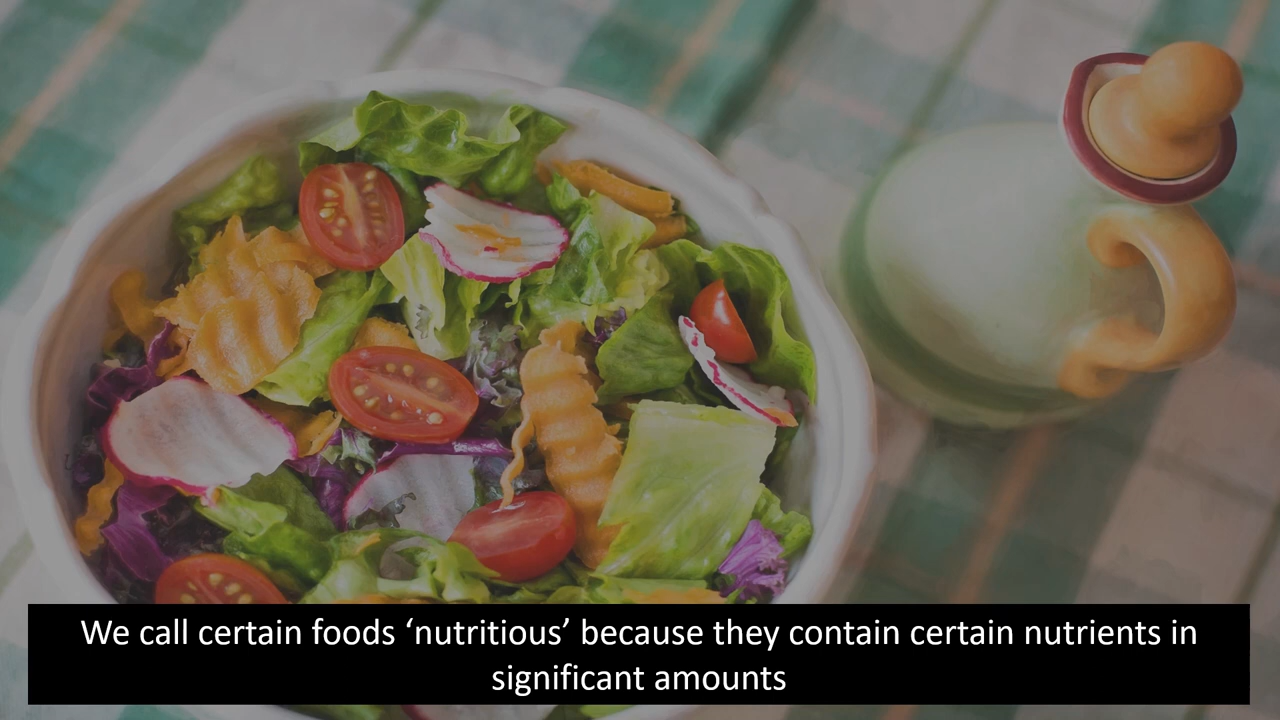 We call certain foods ‘nutritious’ because they contain certain nutrients in
significant amounts